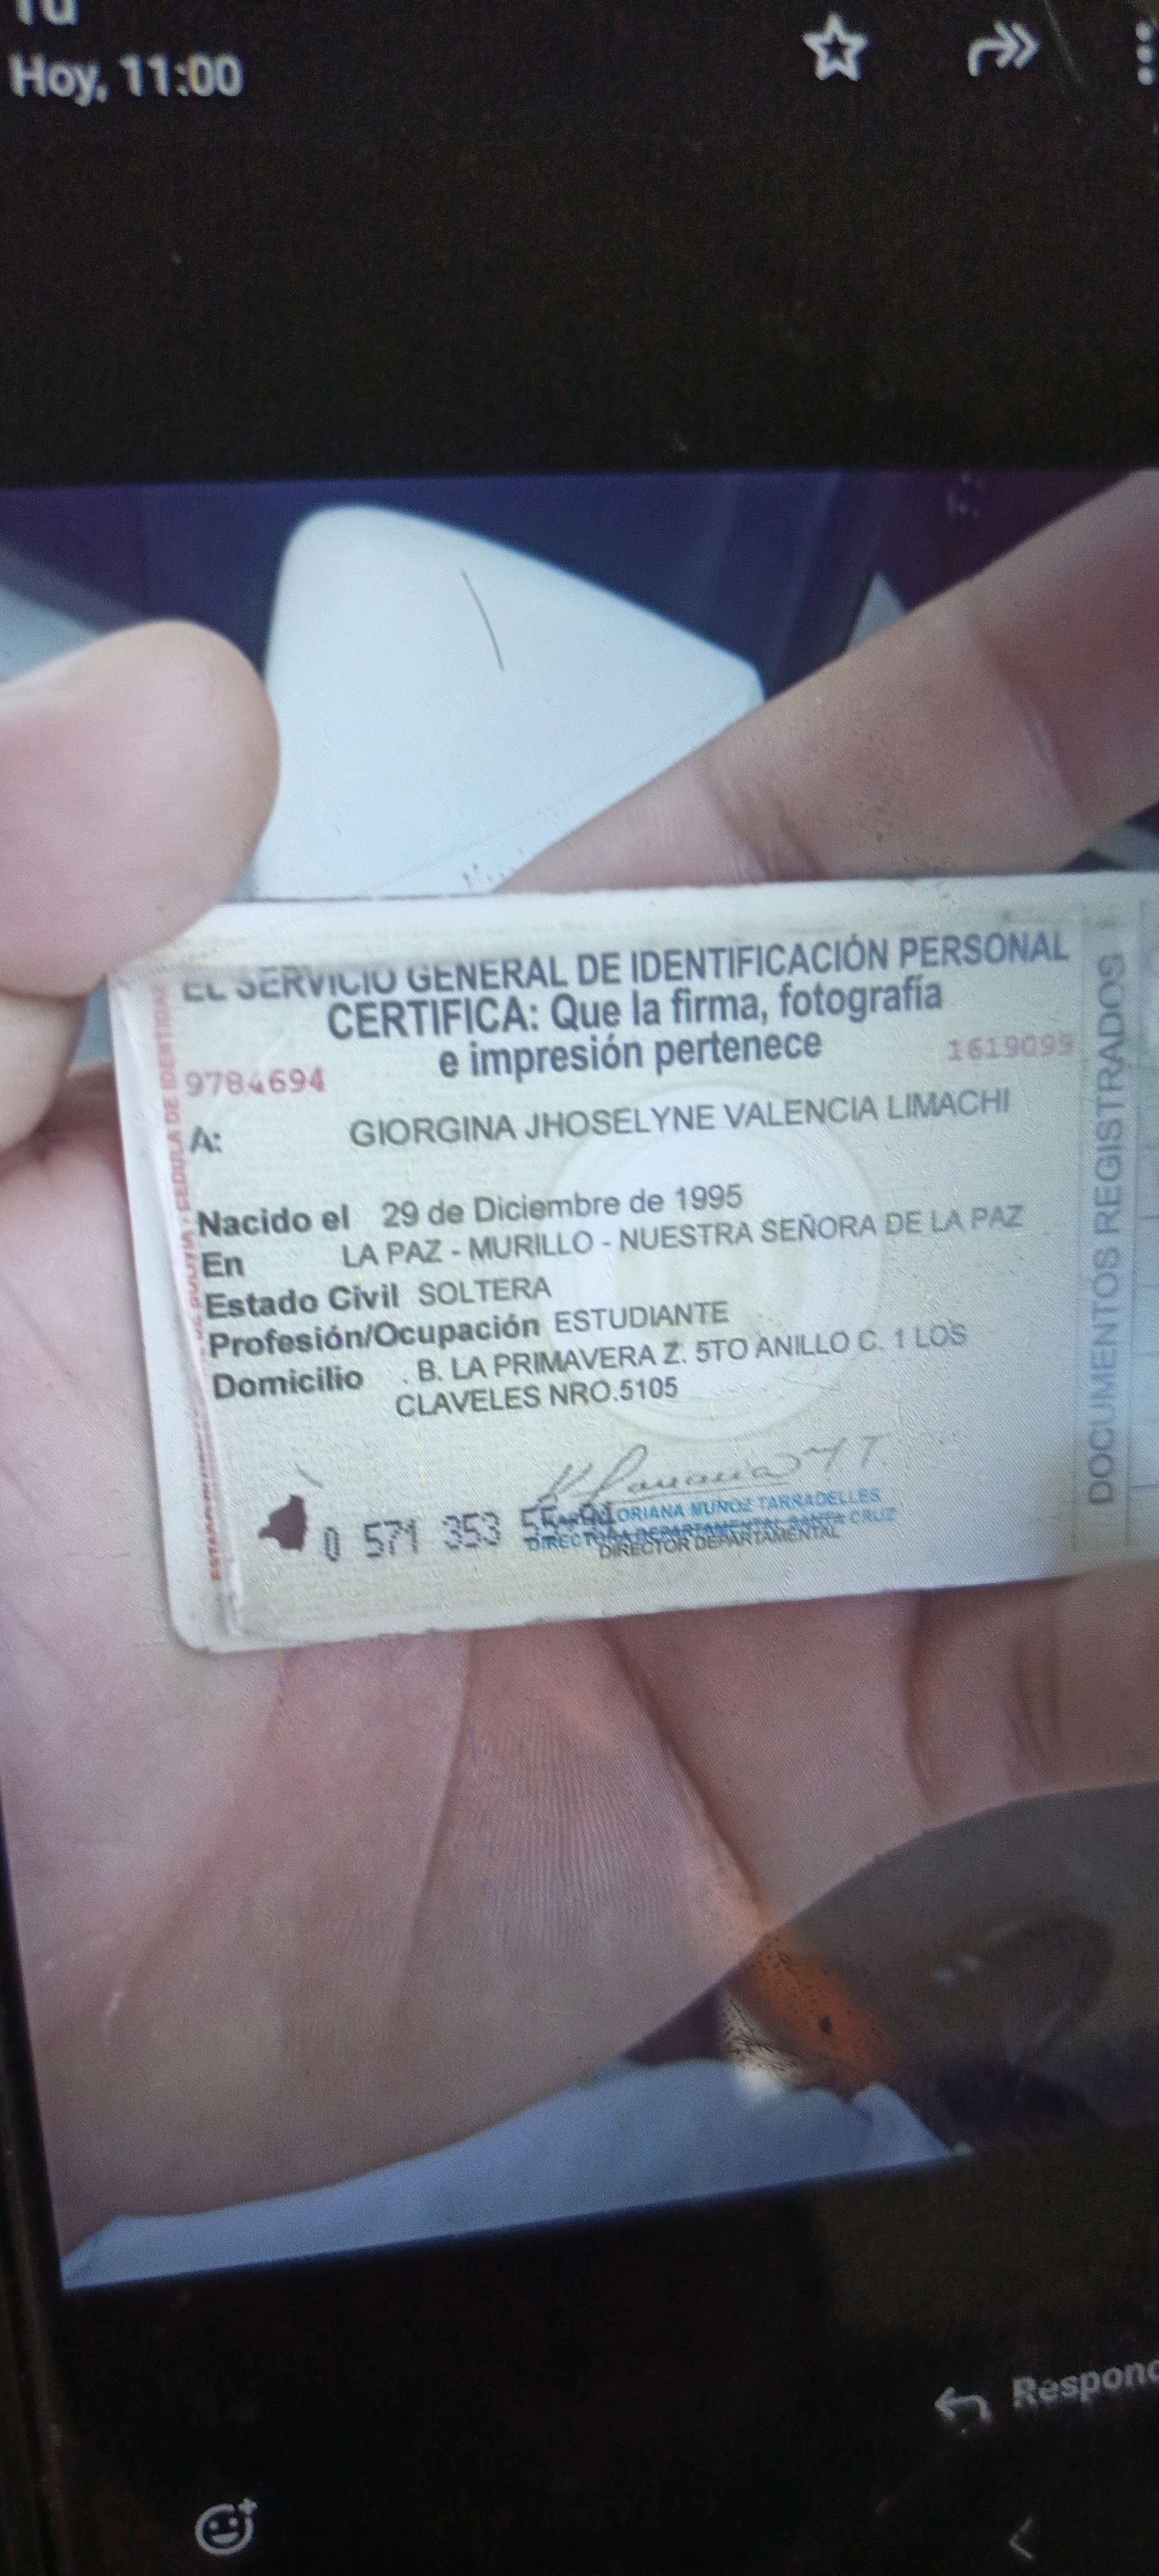 Hoy, 11:00
EL SERVICIO GENERAL DE IDENTIFICACIÓN PERSONAL
CERTIFICA: Que la firma, fotografía
e impresión pertenece
9784694
1619099
A: GIORGINA JHOSELYNE VALENCIA LIMACHI
Nacido el 29 de Diciembre de 1995
En LA PAZ - MURILLO - NUESTRA SEÑORA DE LA PAZ
Estado Civil SOLTERA
Profesión/Ocupación ESTUDIANTE
Domicilio . B. LA PRIMAVERA Z. 5TO ANILLO C. 1 LOS
CLAVELES NRO.5105
0 571 353 55
ORIANA MUÑOZ TARRADELLES
DIRECTORA DEPARTAMENTAL SANTA CRUZ
DIRECTOR DEPARTAMENTAL
DOCUMENTOS REGISTRADOS
CEDULA DE
Respond